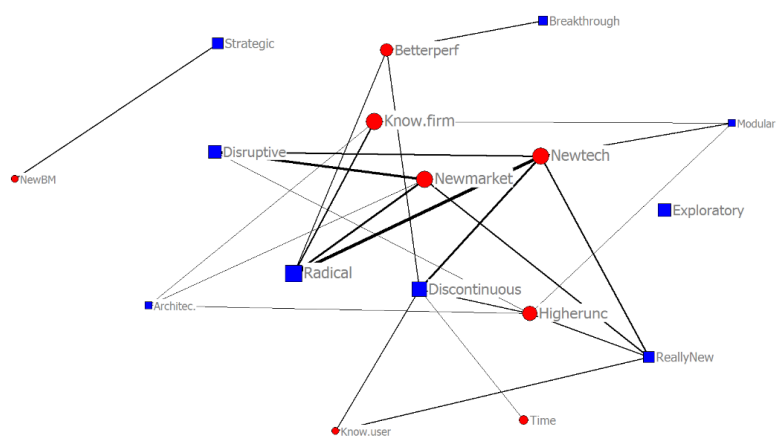 Breakthrough
Strategic
Betterperf
Know.firm
Modular
Disruptive
Newtech
NewBM
Newmarket
Exploratory
Radical
Discontinuous
Architec.
Higherunc
ReallyNew
Time
Know.user